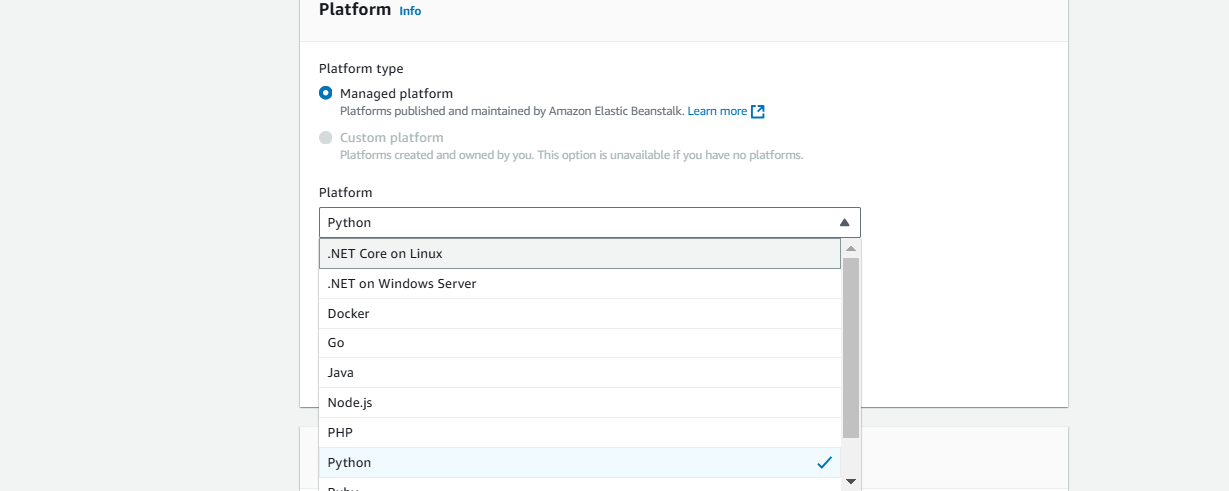 Platform Info
Platform type
Managed platform
Platforms published and maintained by Amazon Elastic Beanstalk. Learn more
Custom platform
Platforms created and owned by you. This option is unavailable if you have no platforms.
Platform
Python
.NET Core on Linux
.NET on Windows Server
Docker
Go
Java
Node.js
PHP
Python